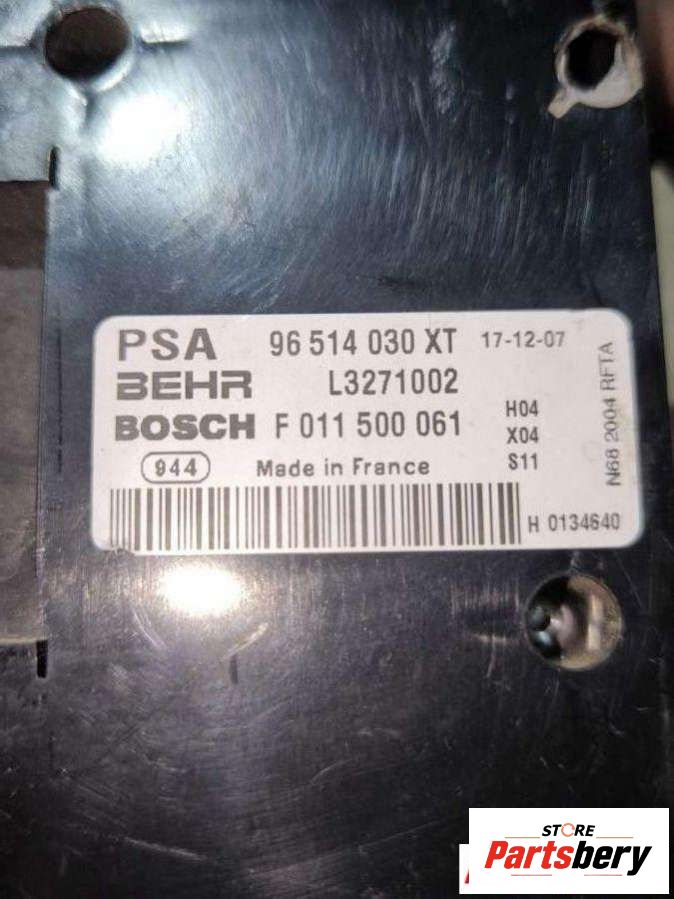 PSA 96 514 030 XT 17-12-07
BEHR L3271002
BOSCH F 011 500 061
H04
X04
S11
944 Made in France
H 0134640
N68 2004 RFTA
STORE
Partsbery